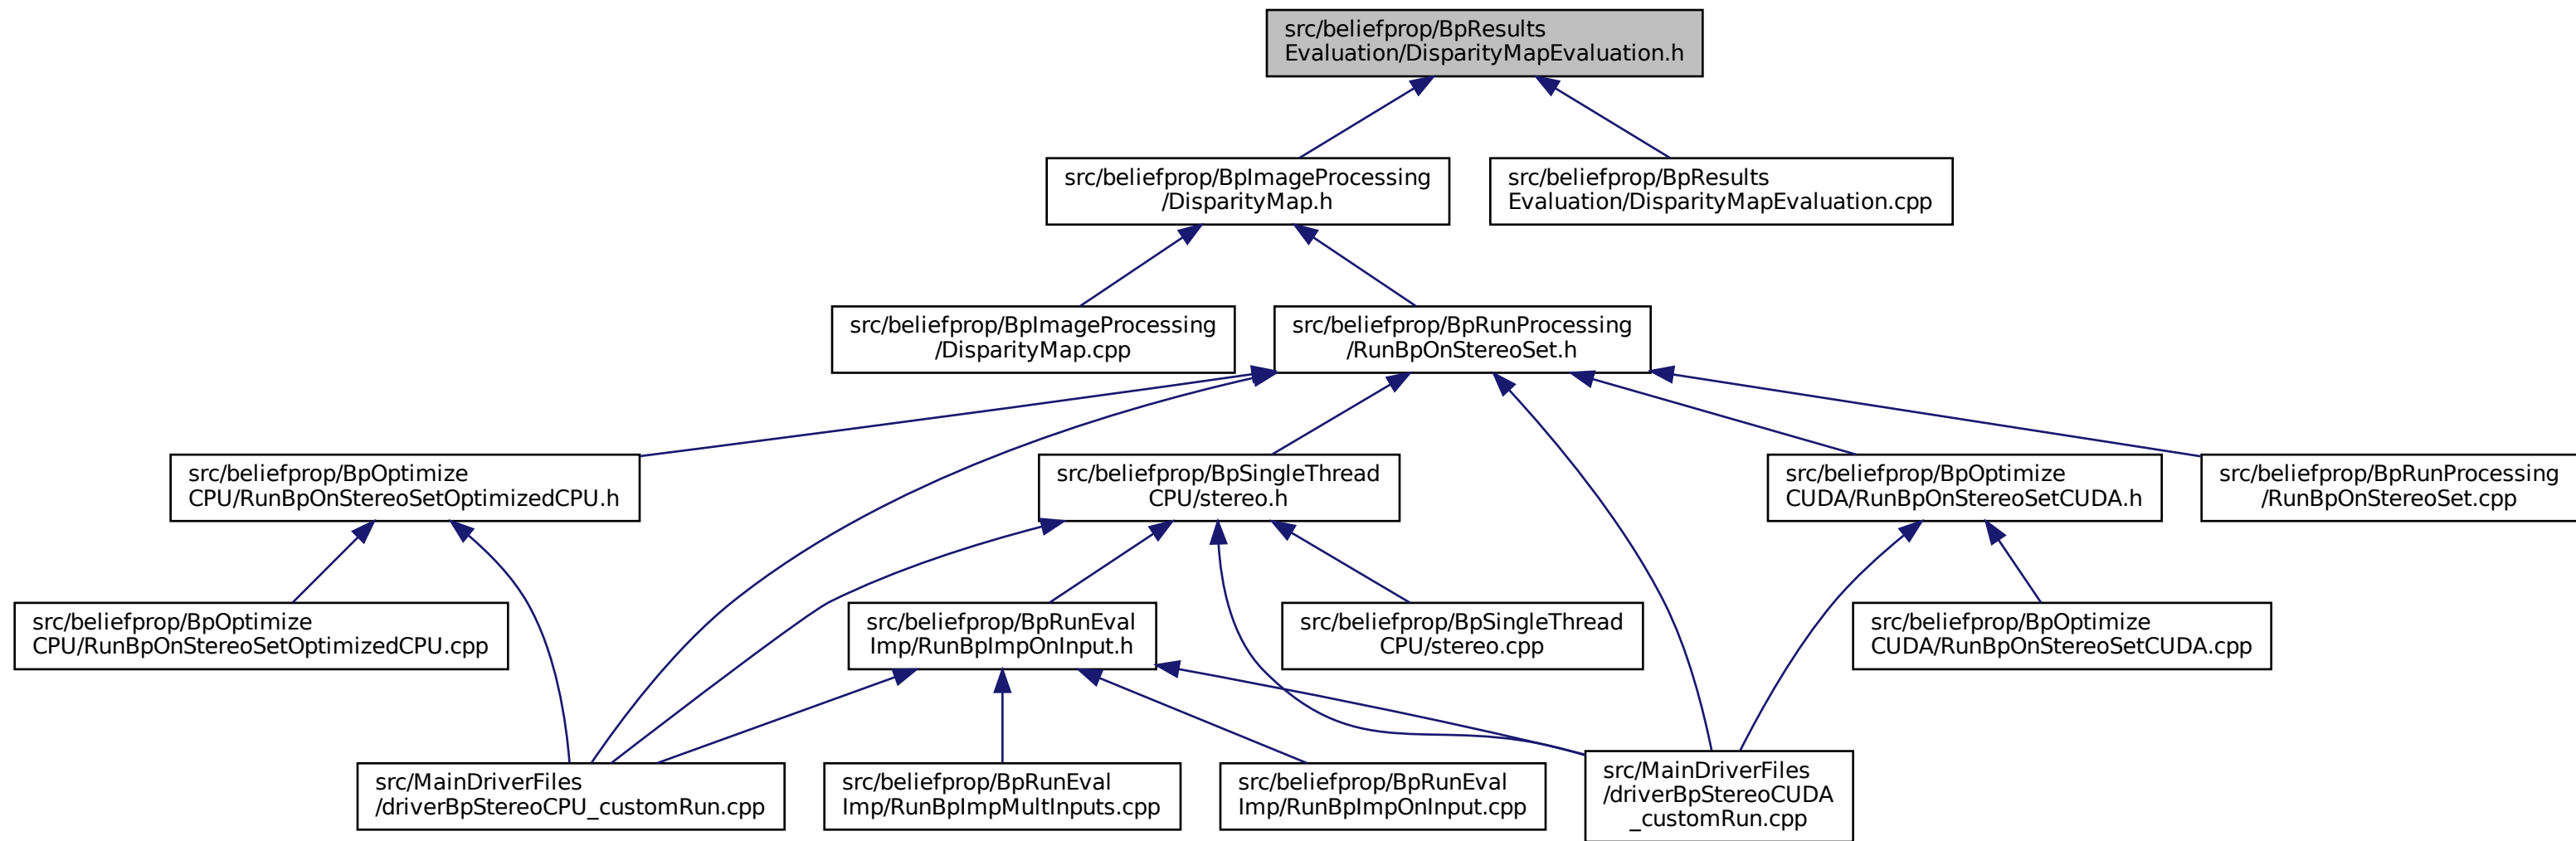 src/beliefprop/BpResults
Evaluation/DisparityMapEvaluation.h
src/beliefprop/BpImageProcessing
/DisparityMap.h
src/beliefprop/BpResults
Evaluation/DisparityMapEvaluation.cpp
src/beliefprop/BpImageProcessing
/DisparityMap.cpp
src/beliefprop/BpRunProcessing
/RunBpOnStereoSet.h
src/beliefprop/BpOptimize
CPU/RunBpOnStereoSetOptimizedCPU.h
src/beliefprop/BpSingleThread
CPU/stereo.h
src/beliefprop/BpOptimize
CUDA/RunBpOnStereoSetCUDA.h
src/beliefprop/BpRunProcessing
/RunBpOnStereoSet.cpp
src/beliefprop/BpOptimize
CPU/RunBpOnStereoSetOptimizedCPU.cpp
src/beliefprop/BpRunEval
Imp/RunBpImpOnInput.h
src/beliefprop/BpSingleThread
CPU/stereo.cpp
src/beliefprop/BpOptimize
CUDA/RunBpOnStereoSetCUDA.cpp
src/MainDriverFiles
/driverBpStereoCPU_customRun.cpp
src/beliefprop/BpRunEval
Imp/RunBpImpMultInputs.cpp
src/beliefprop/BpRunEval
Imp/RunBpImpOnInput.cpp
src/MainDriverFiles
/driverBpStereoCUDA
_customRun.cpp